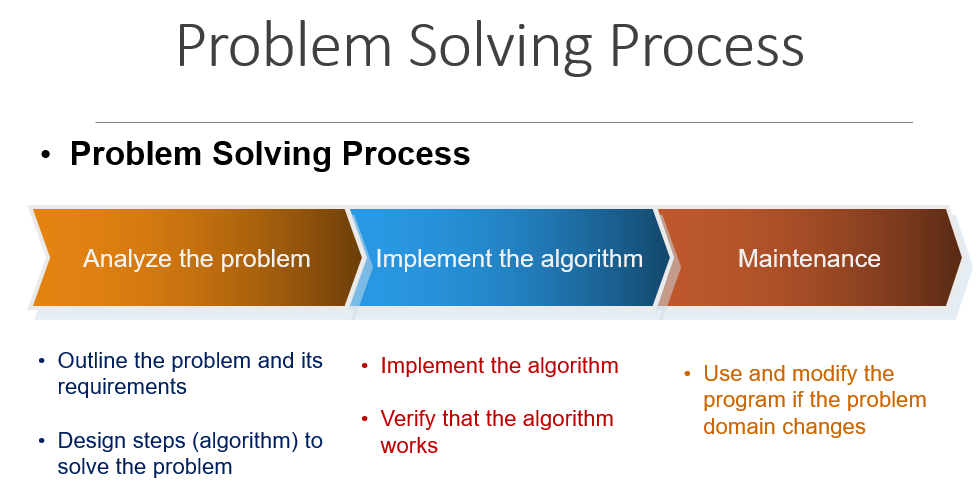 Problem Solving Process
• Problem Solving Process
Analyze the problem
Implement the algorithm
Maintenance
• Outline the problem and its
requirements
• Design steps (algorithm) to
solve the problem
• Implement the algorithm
• Verify that the algorithm
works
• Use and modify the
program if the problem
domain changes